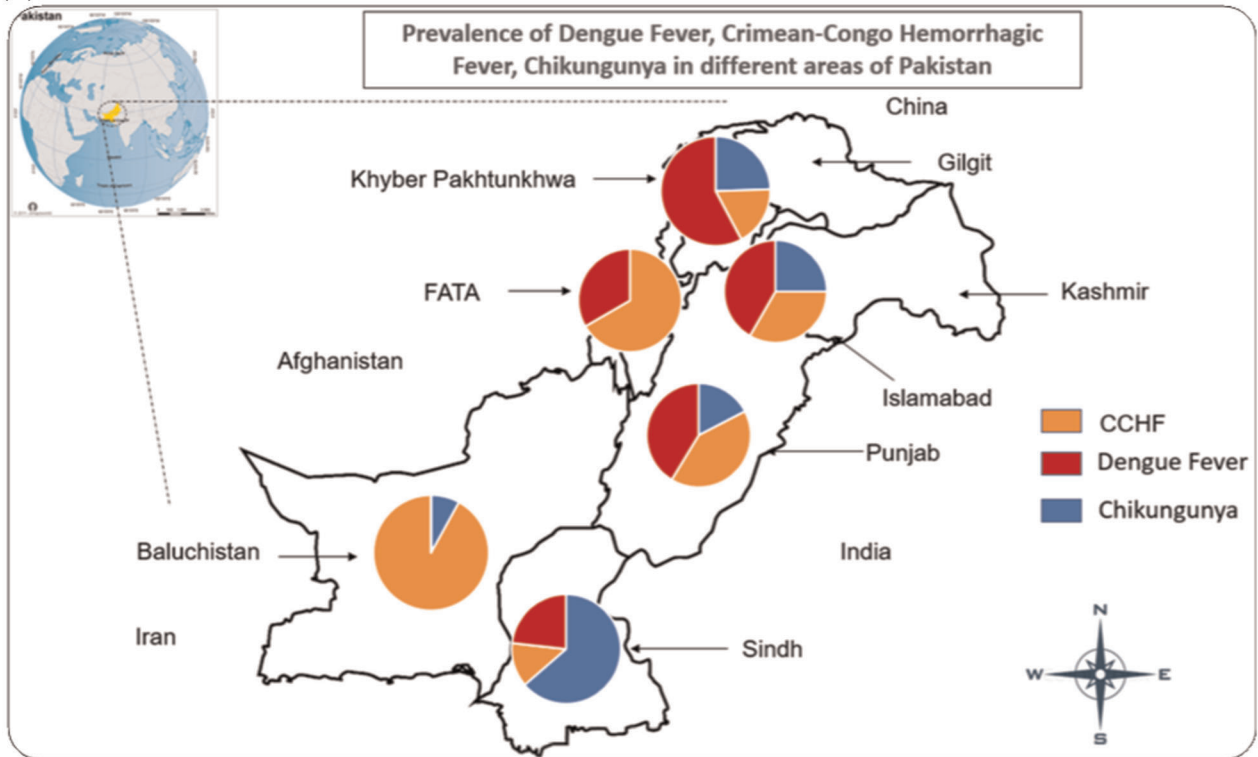 akistan
Prevalence of Dengue Fever, Crimean-Congo Hemorrhagic
Fever, Chikungunya in different areas of Pakistan
China
Gilgit
Khyber Pakhtunkhwa
FATA
Kashmir
Afghanistan
Islamabad
CCHF
Punjab
Dengue Fever
Chikungunya
Baluchistan
India
Iran
Sindh
N
W
E
S